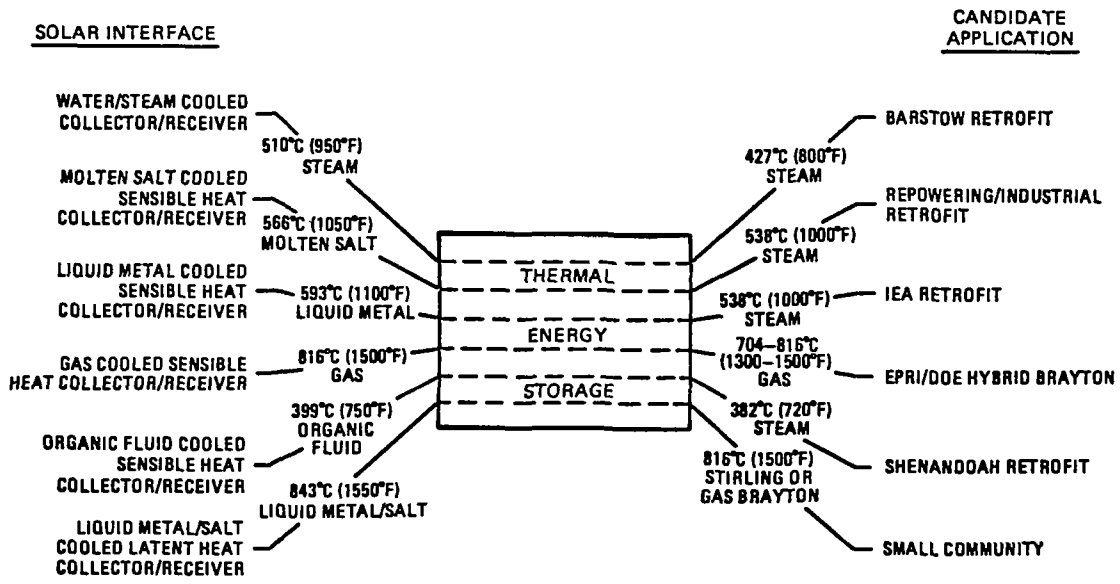 SOLAR INTERFACE
CANDIDATE
APPLICATION
WATER/STEAM COOLED
COLLECTOR/RECEIVER
510°C (950°F)
STEAM
MOLTEN SALT COOLED
SENSIBLE HEAT
COLLECTOR/RECEIVER
566°C (1050°F)
MOLTEN SALT
LIQUID METAL COOLED
SENSIBLE HEAT
COLLECTOR/RECEIVER
593°C (1100°F)
LIQUID METAL
GAS COOLED SENSIBLE
HEAT COLLECTOR/RECEIVER
816°C (1500°F)
GAS
ORGANIC FLUID COOLED
SENSIBLE HEAT
COLLECTOR/RECEIVER
399°C (750°F)
ORGANIC
FLUID
LIQUID METAL/SALT
COOLED LATENT HEAT
COLLECTOR/RECEIVER
843°C (1550°F)
LIQUID METAL/SALT
THERMAL
ENERGY
STORAGE
427°C (800°F)
STEAM
BARSTOW RETROFIT
538°C (1000°F)
STEAM
REPOWERING/INDUSTRIAL
RETROFIT
538°C (1000°F)
STEAM
IEA RETROFIT
704–816°C
(1300–1500°F)
GAS
EPRI/DOE HYBRID BRAYTON
382°C (720°F)
STEAM
SHENANDOAH RETROFIT
816°C (1500°F)
STIRLING OR
GAS BRAYTON
SMALL COMMUNITY